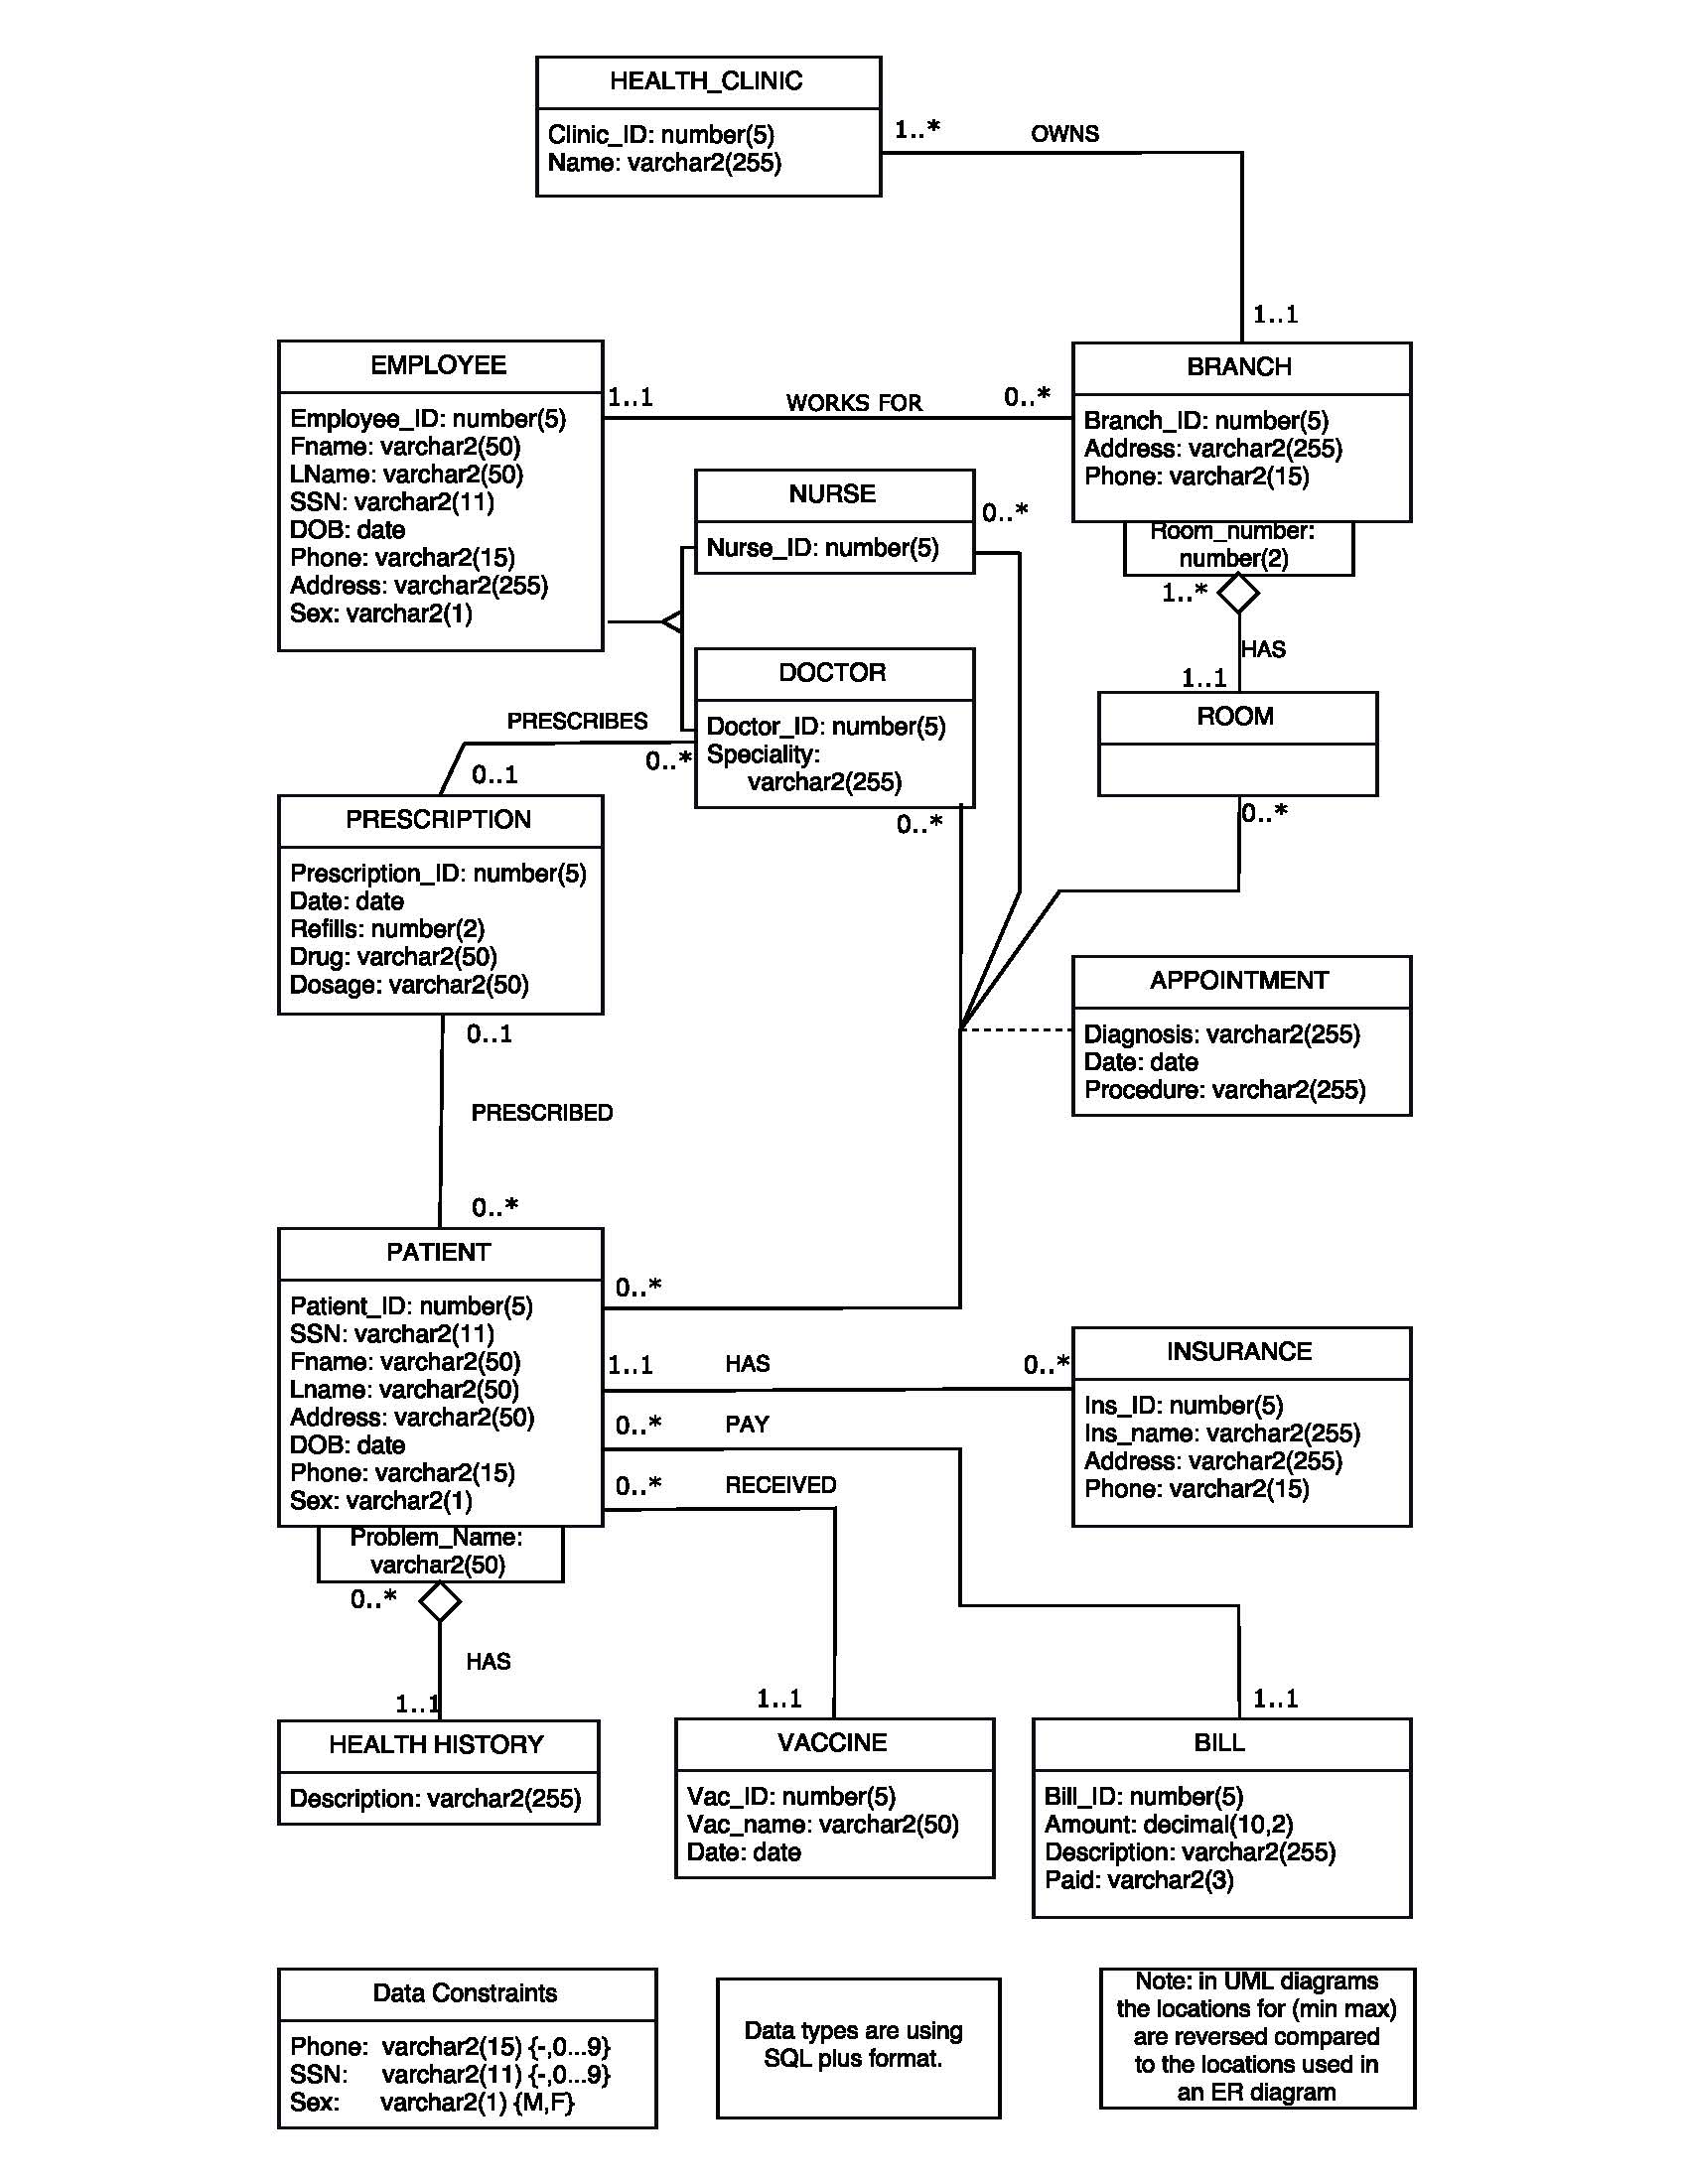 HEALTH_CLINIC
Clinic_ID: number(5)
Name: varchar2(255)
1..*
OWNS
1..1
EMPLOYEE
Employee_ID: number(5)
Fname: varchar2(50)
LName: varchar2(50)
SSN: varchar2(11)
DOB: date
Phone: varchar2(15)
Address: varchar2(255)
Sex: varchar2(1)
1..1
WORKS FOR
0..*
BRANCH
Branch_ID: number(5)
Address: varchar2(255)
Phone: varchar2(15)
Room_number:
number(2)
1..*
HAS
1..1
ROOM
0..*
NURSE
Nurse_ID: number(5)
0..*
DOCTOR
Doctor_ID: number(5)
Speciality:
varchar2(255)
0..*
PRESCRIBES
0..*
0..1
PRESCRIPTION
Prescription_ID: number(5)
Date: date
Refills: number(2)
Drug: varchar2(50)
Dosage: varchar2(50)
0..1
PRESCRIBED
0..*
APPOINTMENT
Diagnosis: varchar2(255)
Date: date
Procedure: varchar2(255)
PATIENT
Patient_ID: number(5)
SSN: varchar2(11)
Fname: varchar2(50)
Lname: varchar2(50)
Address: varchar2(50)
DOB: date
Phone: varchar2(15)
Sex: varchar2(1)
Problem_Name:
varchar2(50)
0..*
1..1
HAS
0..*
0..*
PAY
0..*
RECEIVED
INSURANCE
Ins_ID: number(5)
Ins_name: varchar2(255)
Address: varchar2(255)
Phone: varchar2(15)
0..*
HAS
1..1
HEALTH HISTORY
Description: varchar2(255)
1..1
VACCINE
Vac_ID: number(5)
Vac_name: varchar2(50)
Date: date
1..1
BILL
Bill_ID: number(5)
Amount: decimal(10,2)
Description: varchar2(255)
Paid: varchar2(3)
Data Constraints
Phone: varchar2(15) {-,0...9}
SSN: varchar2(11) {-,0...9}
Sex: varchar2(1) {M,F}
Data types are using
SQL plus format.
Note: in UML diagrams
the locations for (min max)
are reversed compared
to the locations used in
an ER diagram